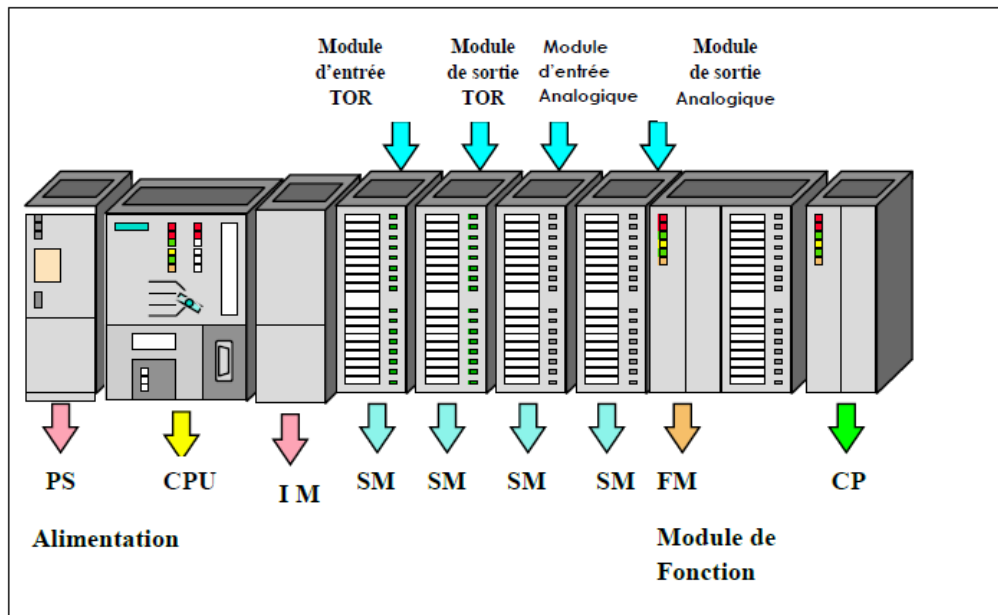 Module
d'entrée
TOR
Module
de sortie
TOR
Module
d'entrée
Analogique
Module
de sortie
Analogique
PS
CPU
I M
SM
SM
SM
SM
FM
CP
Alimentation
Module de
Fonction